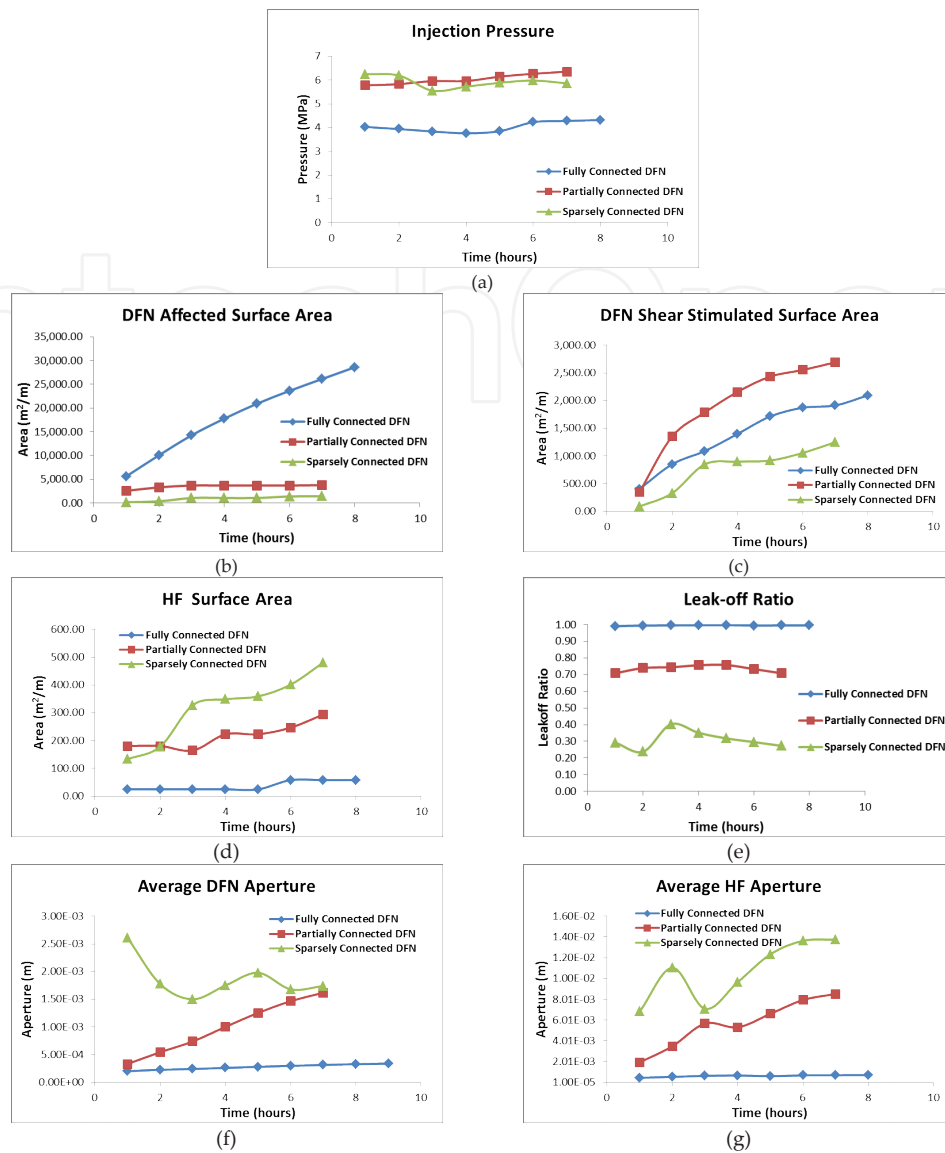 Injection Pressure
7
6
5
4
3
2
1
0
Pressure (MPa)
Fully Connected DFN
Partially Connected DFN
Sparsely Connected DFN
0 2 4 6 8 10
Time (hours)
(a)
DFN Affected Surface Area
35,000.00
30,000.00
25,000.00
20,000.00
15,000.00
10,000.00
5,000.00
0.00
Area (m²/m)
Fully Connected DFN
Partially Connected DFN
Sparsely Connected DFN
0 2 4 6 8 10
Time (hours)
(b)
DFN Shear Stimulated Surface Area
3,000.00
2,500.00
2,000.00
1,500.00
1,000.00
500.00
0.00
Area (m²/m)
Fully Connected DFN
Partially Connected DFN
Sparsely Connected DFN
0 2 4 6 8 10
Time (hours)
(c)
HF Surface Area
600.00
500.00
400.00
300.00
200.00
100.00
0.00
Area (m²/m)
Fully Connected DFN
Partially Connected DFN
Sparsely Connected DFN
0 2 4 6 8 10
Time (hours)
(d)
Leak-off Ratio
1.00
0.90
0.80
0.70
0.60
0.50
0.40
0.30
0.20
0.10
0.00
Leakoff Ratio
Fully Connected DFN
Partially Connected DFN
Sparsely Connected DFN
0 2 4 6 8 10
Time (hours)
(e)
Average DFN Aperture
3.00E-03
2.50E-03
2.00E-03
1.50E-03
1.00E-03
5.00E-04
0.00E+00
Aperture (m)
Fully Connected DFN
Partially Connected DFN
Sparsely Connected DFN
0 2 4 6 8 10
Time (hours)
(f)
Average HF Aperture
1.60E-02
1.40E-02
1.20E-02
1.00E-02
8.01E-03
6.01E-03
4.01E-03
2.01E-03
1.00E-05
Aperture (m)
Fully Connected DFN
Partially Connected DFN
Sparsely Connected DFN
0 2 4 6 8 10
Time (hours)
(g)